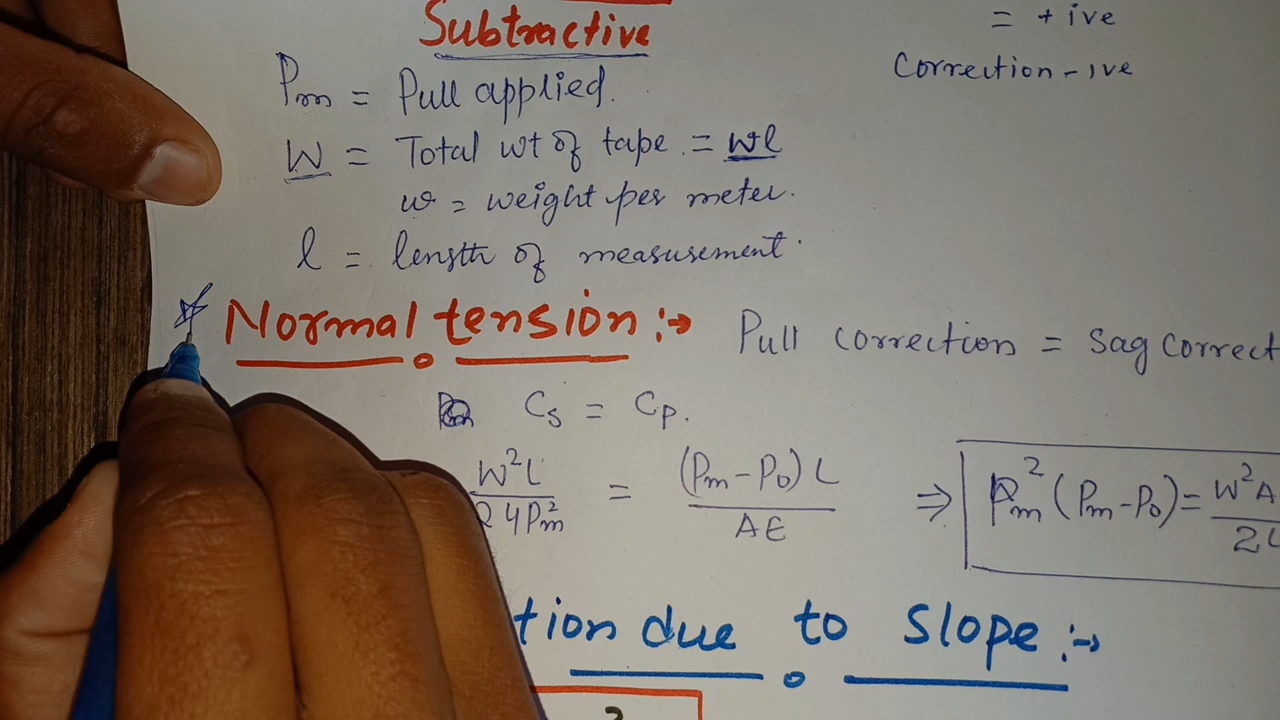 Subtractive
= +ive
Correction -ive
Pm = Pull applied.
W = Total wt of tape = wl
w = weight per meter.
l = length of measurement.
Normal tension :→ Pull correction = Sag Correct
Cs = Cp.
W²L/24Pm² = (Pm-P₀)L/AE ⇒ Pm²(Pm-P₀) = W²A/2
tion due to Slope :→
2